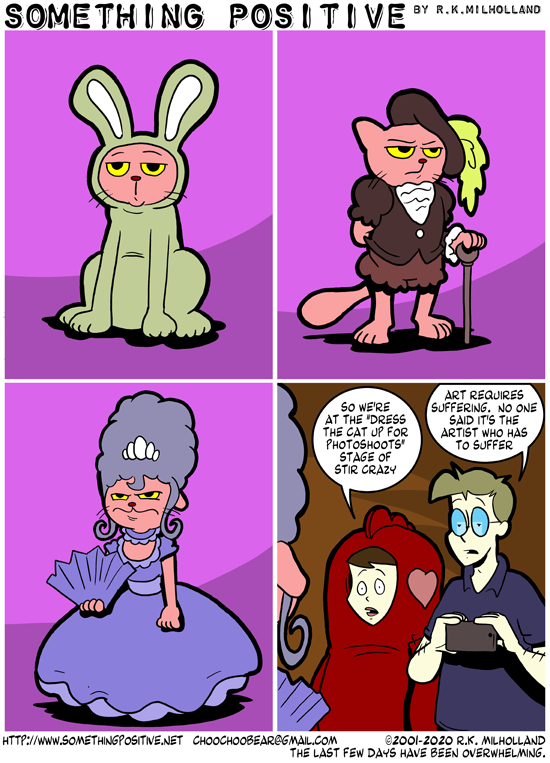 SOMETHING POSITIVE BY R.K.MILHOLLAND
SO WE'RE
AT THE "DRESS
THE CAT UP FOR
PHOTOSHOOTS"
STAGE OF
STIR CRAZY
ART REQUIRES
SUFFERING. NO ONE
SAID IT'S THE
ARTIST WHO HAS
TO SUFFER
HTTP://WWW.SOMETHINGPOSITIVE.NET CHOOCHOOBEAR@GMAIL.COM ©2001-2020 R.K. MILHOLLAND
THE LAST FEW DAYS HAVE BEEN OVERWHELMING.